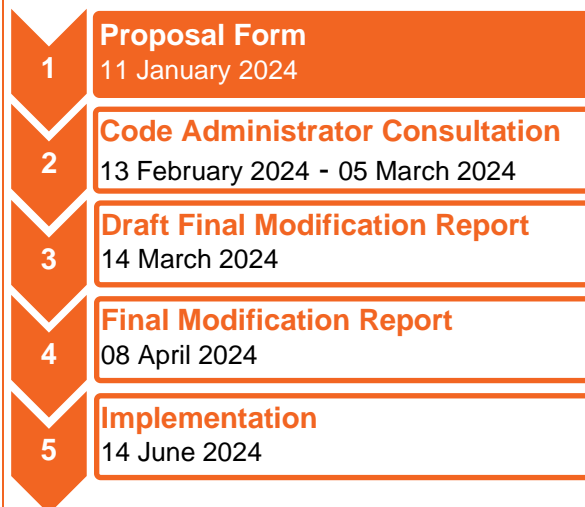 1
Proposal Form
11 January 2024
2
Code Administrator Consultation
13 February 2024 - 05 March 2024
3
Draft Final Modification Report
14 March 2024
4
Final Modification Report
08 April 2024
5
Implementation
14 June 2024